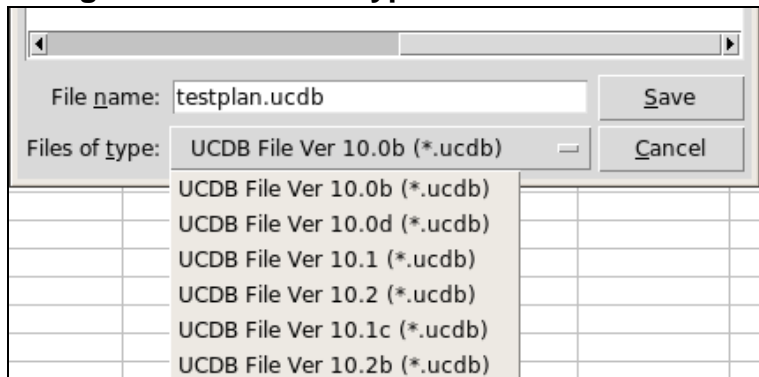 File name: testplan.ucdb Save
Files of type: UCDB File Ver 10.0b (*.ucdb) Cancel
UCDB File Ver 10.0b (*.ucdb)
UCDB File Ver 10.0d (*.ucdb)
UCDB File Ver 10.1 (*.ucdb)
UCDB File Ver 10.2 (*.ucdb)
UCDB File Ver 10.1c (*.ucdb)
UCDB File Ver 10.2b (*.ucdb)